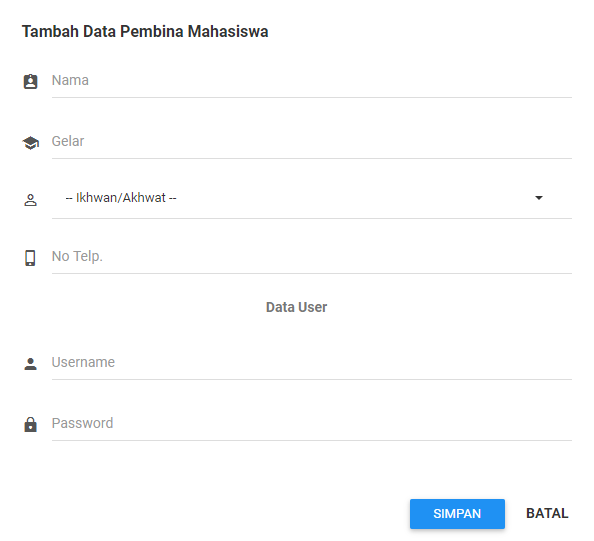 Tambah Data Pembina Mahasiswa
Nama
Gelar
-- Ikhwan/Akhwat --
No Telp.
Data User
Username
Password
SIMPAN BATAL